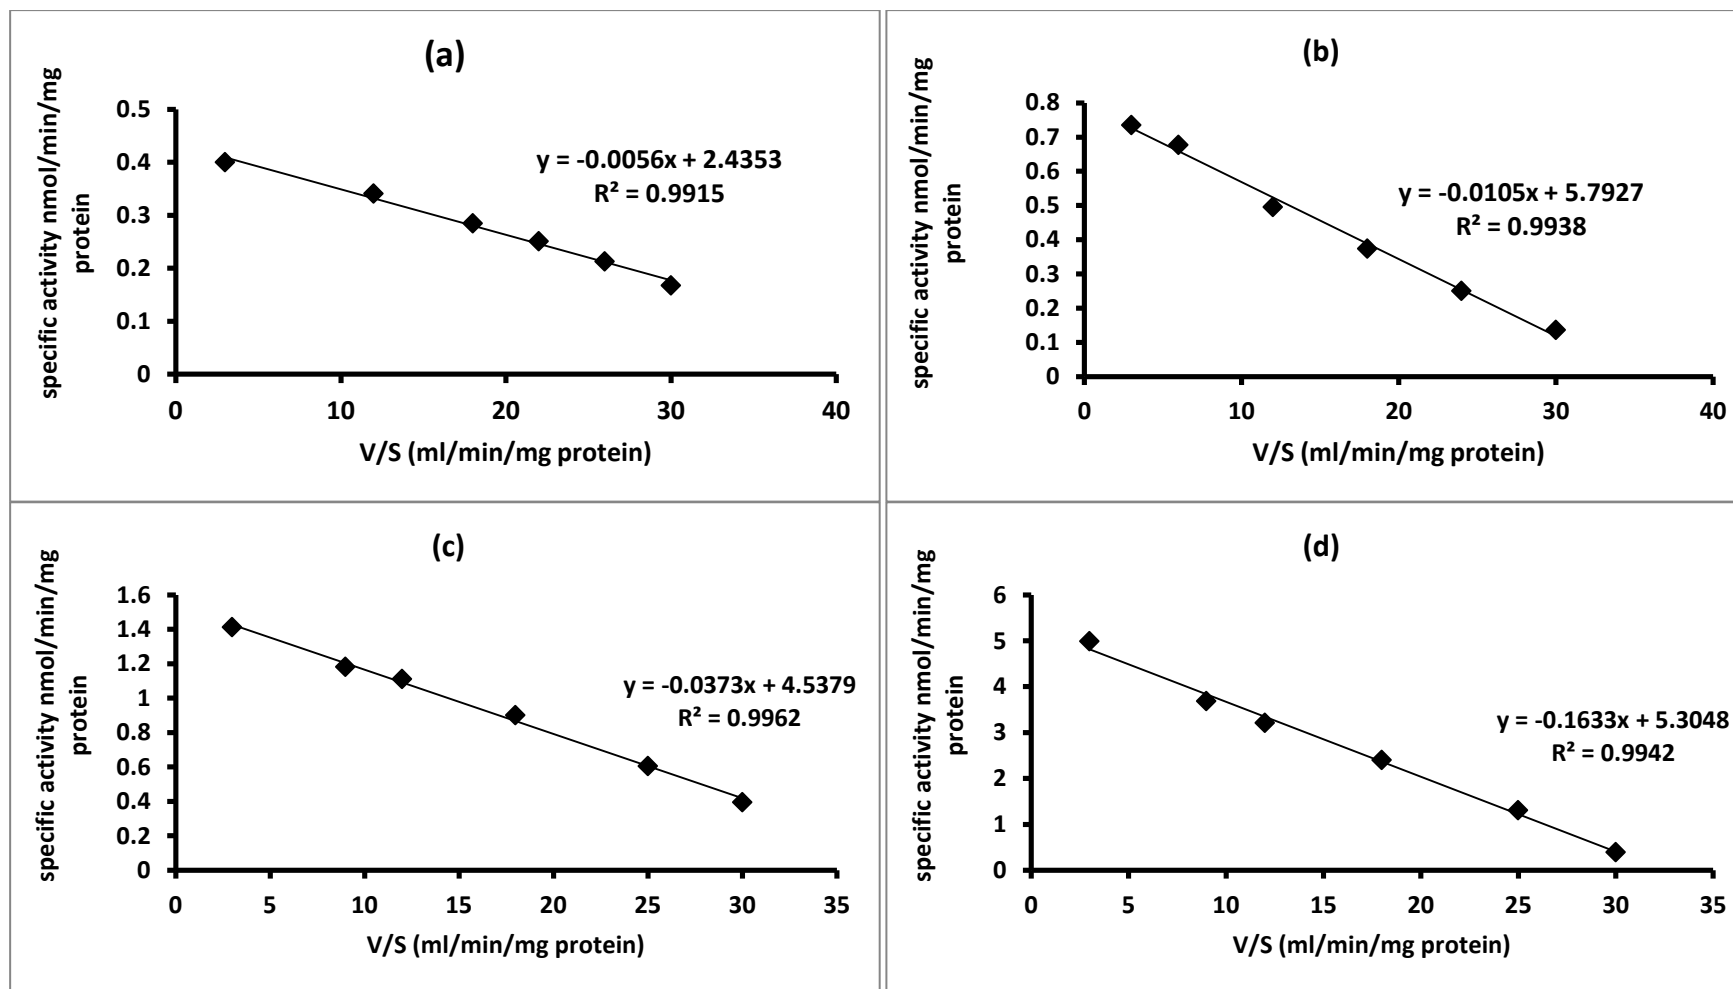 (a)
specific activity nmol/min/mg
protein
0.5
0.4
0.3
0.2
0.1
0
y = -0.0056x + 2.4353
R² = 0.9915
0 10 20 30 40
V/S (ml/min/mg protein)
(b)
specific activity nmol/min/mg
protein
0.8
0.7
0.6
0.5
0.4
0.3
0.2
0.1
0
y = -0.0105x + 5.7927
R² = 0.9938
0 10 20 30 40
V/S (ml/min/mg protein)
(c)
specific activity nmol/min/mg
protein
1.6
1.4
1.2
1
0.8
0.6
0.4
0.2
0
y = -0.0373x + 4.5379
R² = 0.9962
0 5 10 15 20 25 30 35
V/S (ml/min/mg protein)
(d)
specific activity nmol/min/mg
protein
6
5
4
3
2
1
0
y = -0.1633x + 5.3048
R² = 0.9942
0 5 10 15 20 25 30 35
V/S (ml/min/mg protein)